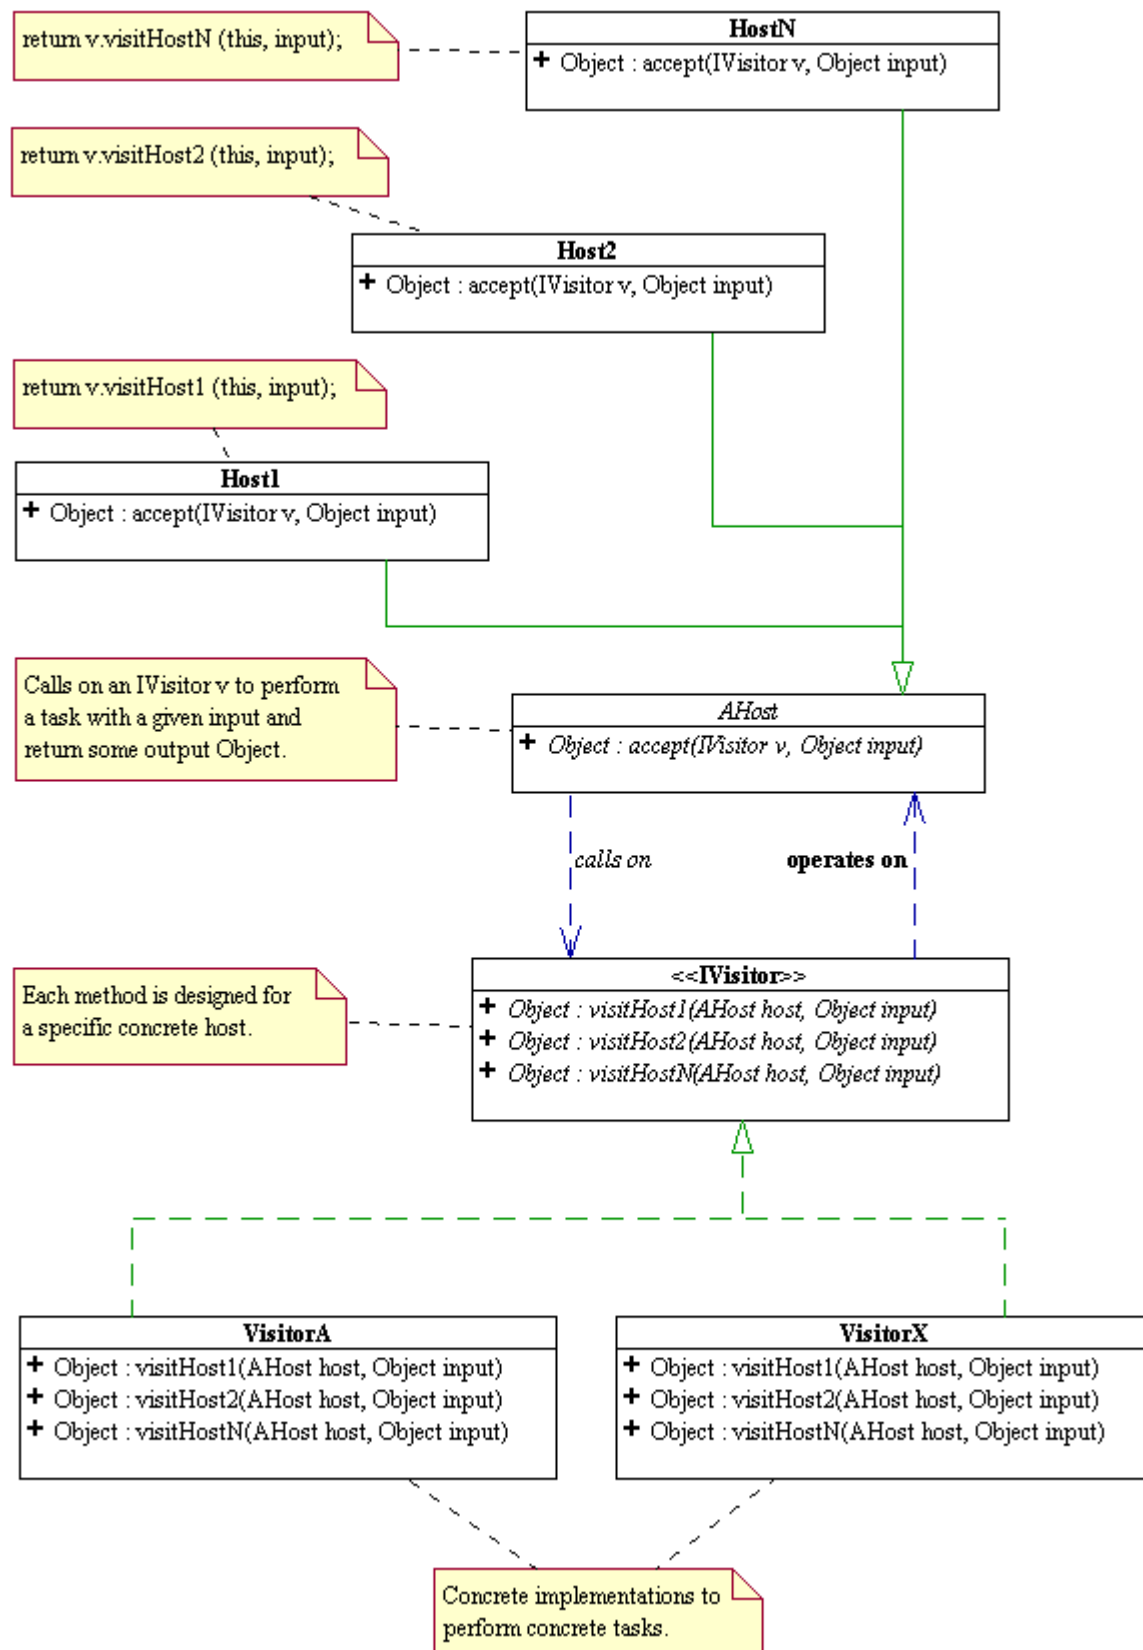 return v.visitHostN (this, input);
HostN
+ Object : accept(IVisitor v, Object input)
return v.visitHost2 (this, input);
Host2
+ Object : accept(IVisitor v, Object input)
return v.visitHost1 (this, input);
Host1
+ Object : accept(IVisitor v, Object input)
Calls on an IVisitor v to perform
a task with a given input and
return some output Object.
AHost
+ Object : accept(IVisitor v, Object input)
calls on
operates on
Each method is designed for
a specific concrete host.
<<IVisitor>>
+ Object : visitHost1(AHost host, Object input)
+ Object : visitHost2(AHost host, Object input)
+ Object : visitHostN(AHost host, Object input)
VisitorA
+ Object : visitHost1(AHost host, Object input)
+ Object : visitHost2(AHost host, Object input)
+ Object : visitHostN(AHost host, Object input)
VisitorX
+ Object : visitHost1(AHost host, Object input)
+ Object : visitHost2(AHost host, Object input)
+ Object : visitHostN(AHost host, Object input)
Concrete implementations to
perform concrete tasks.